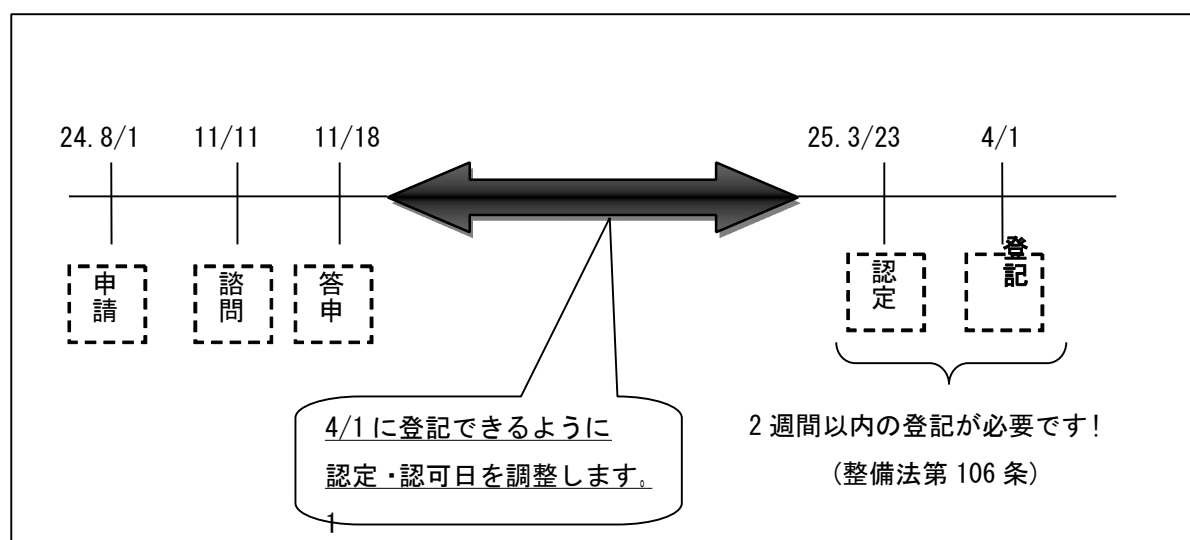 24.8/1 11/11 11/18 25.3/23 4/1
申請 諮問 答申 認定 登記
4/1に登記できるように
認定・認可日を調整します。
1
2週間以内の登記が必要です!
(整備法第106条)